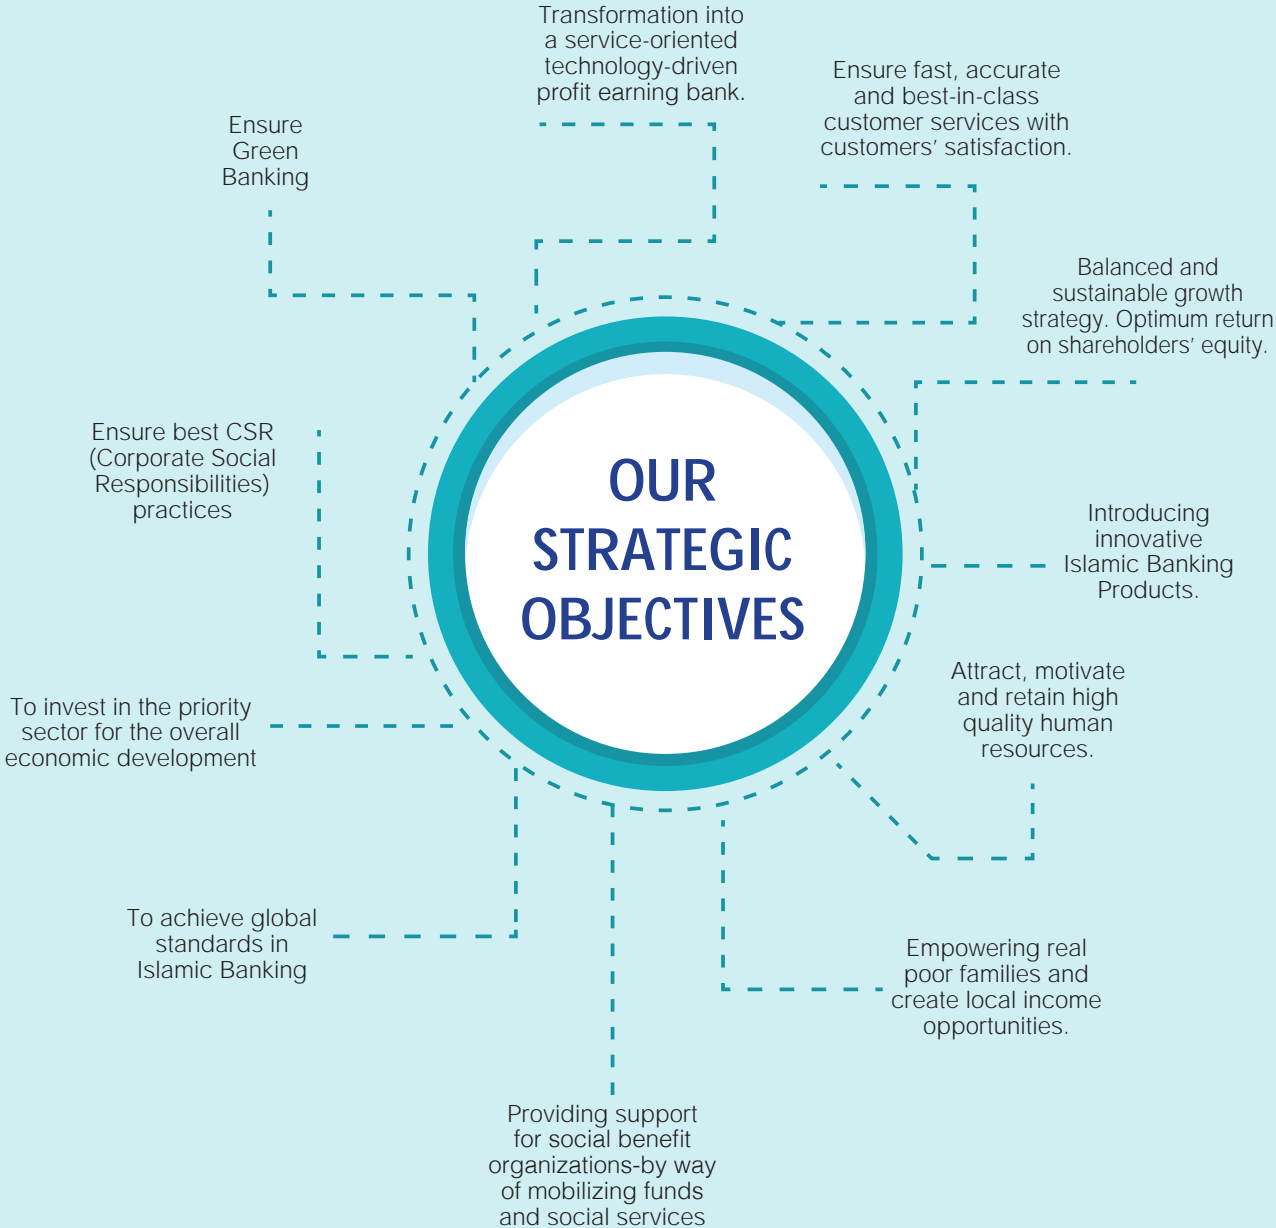 Transformation into
a service-oriented
technology-driven
profit earning bank.
Ensure fast, accurate
and best-in-class
customer services with
customers’ satisfaction.
Ensure
Green
Banking
Balanced and
sustainable growth
strategy. Optimum return
on shareholders’ equity.
Ensure best CSR
(Corporate Social
Responsibilities)
practices
OUR
STRATEGIC
OBJECTIVES
Introducing
innovative
Islamic Banking
Products.
Attract, motivate
and retain high
quality human
resources.
To invest in the priority
sector for the overall
economic development
To achieve global
standards in
Islamic Banking
Empowering real
poor families and
create local income
opportunities.
Providing support
for social benefit
organizations-by way
of mobilizing funds
and social services